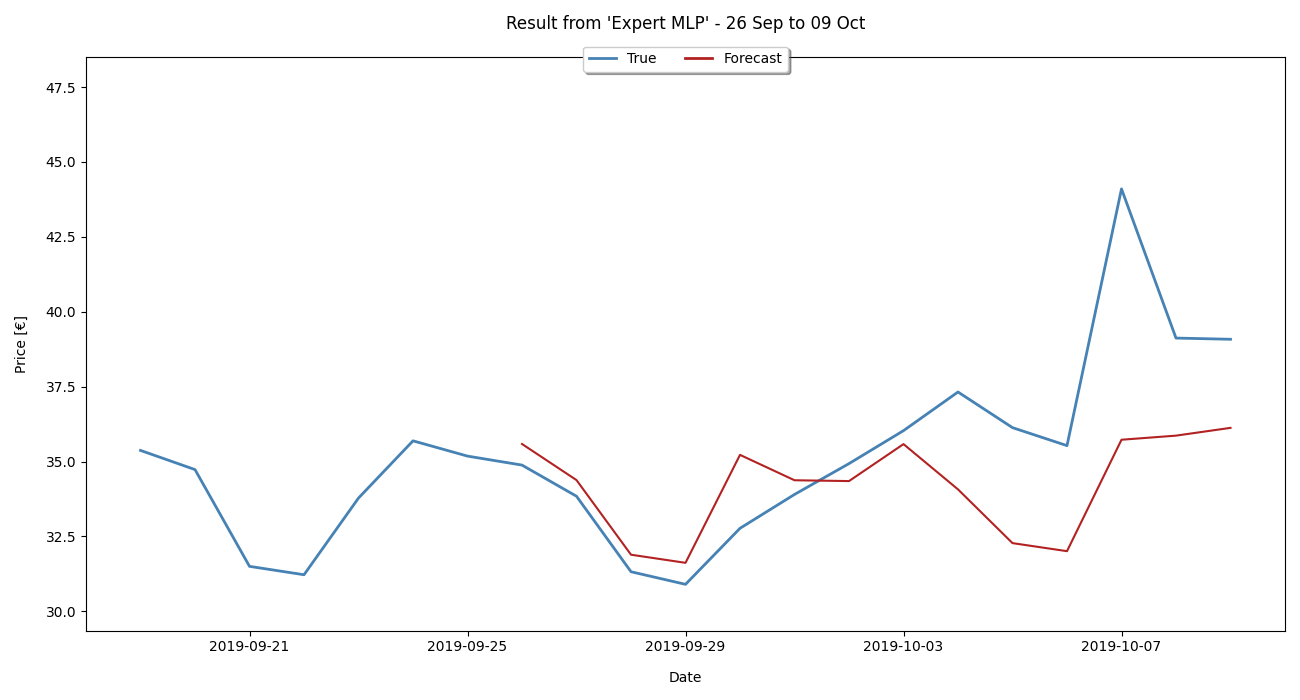 Result from 'Expert MLP' - 26 Sep to 09 Oct
True Forecast
47.5
45.0
42.5
40.0
37.5
35.0
32.5
30.0
Price [€]
2019-09-21 2019-09-25 2019-09-29 2019-10-03 2019-10-07
Date